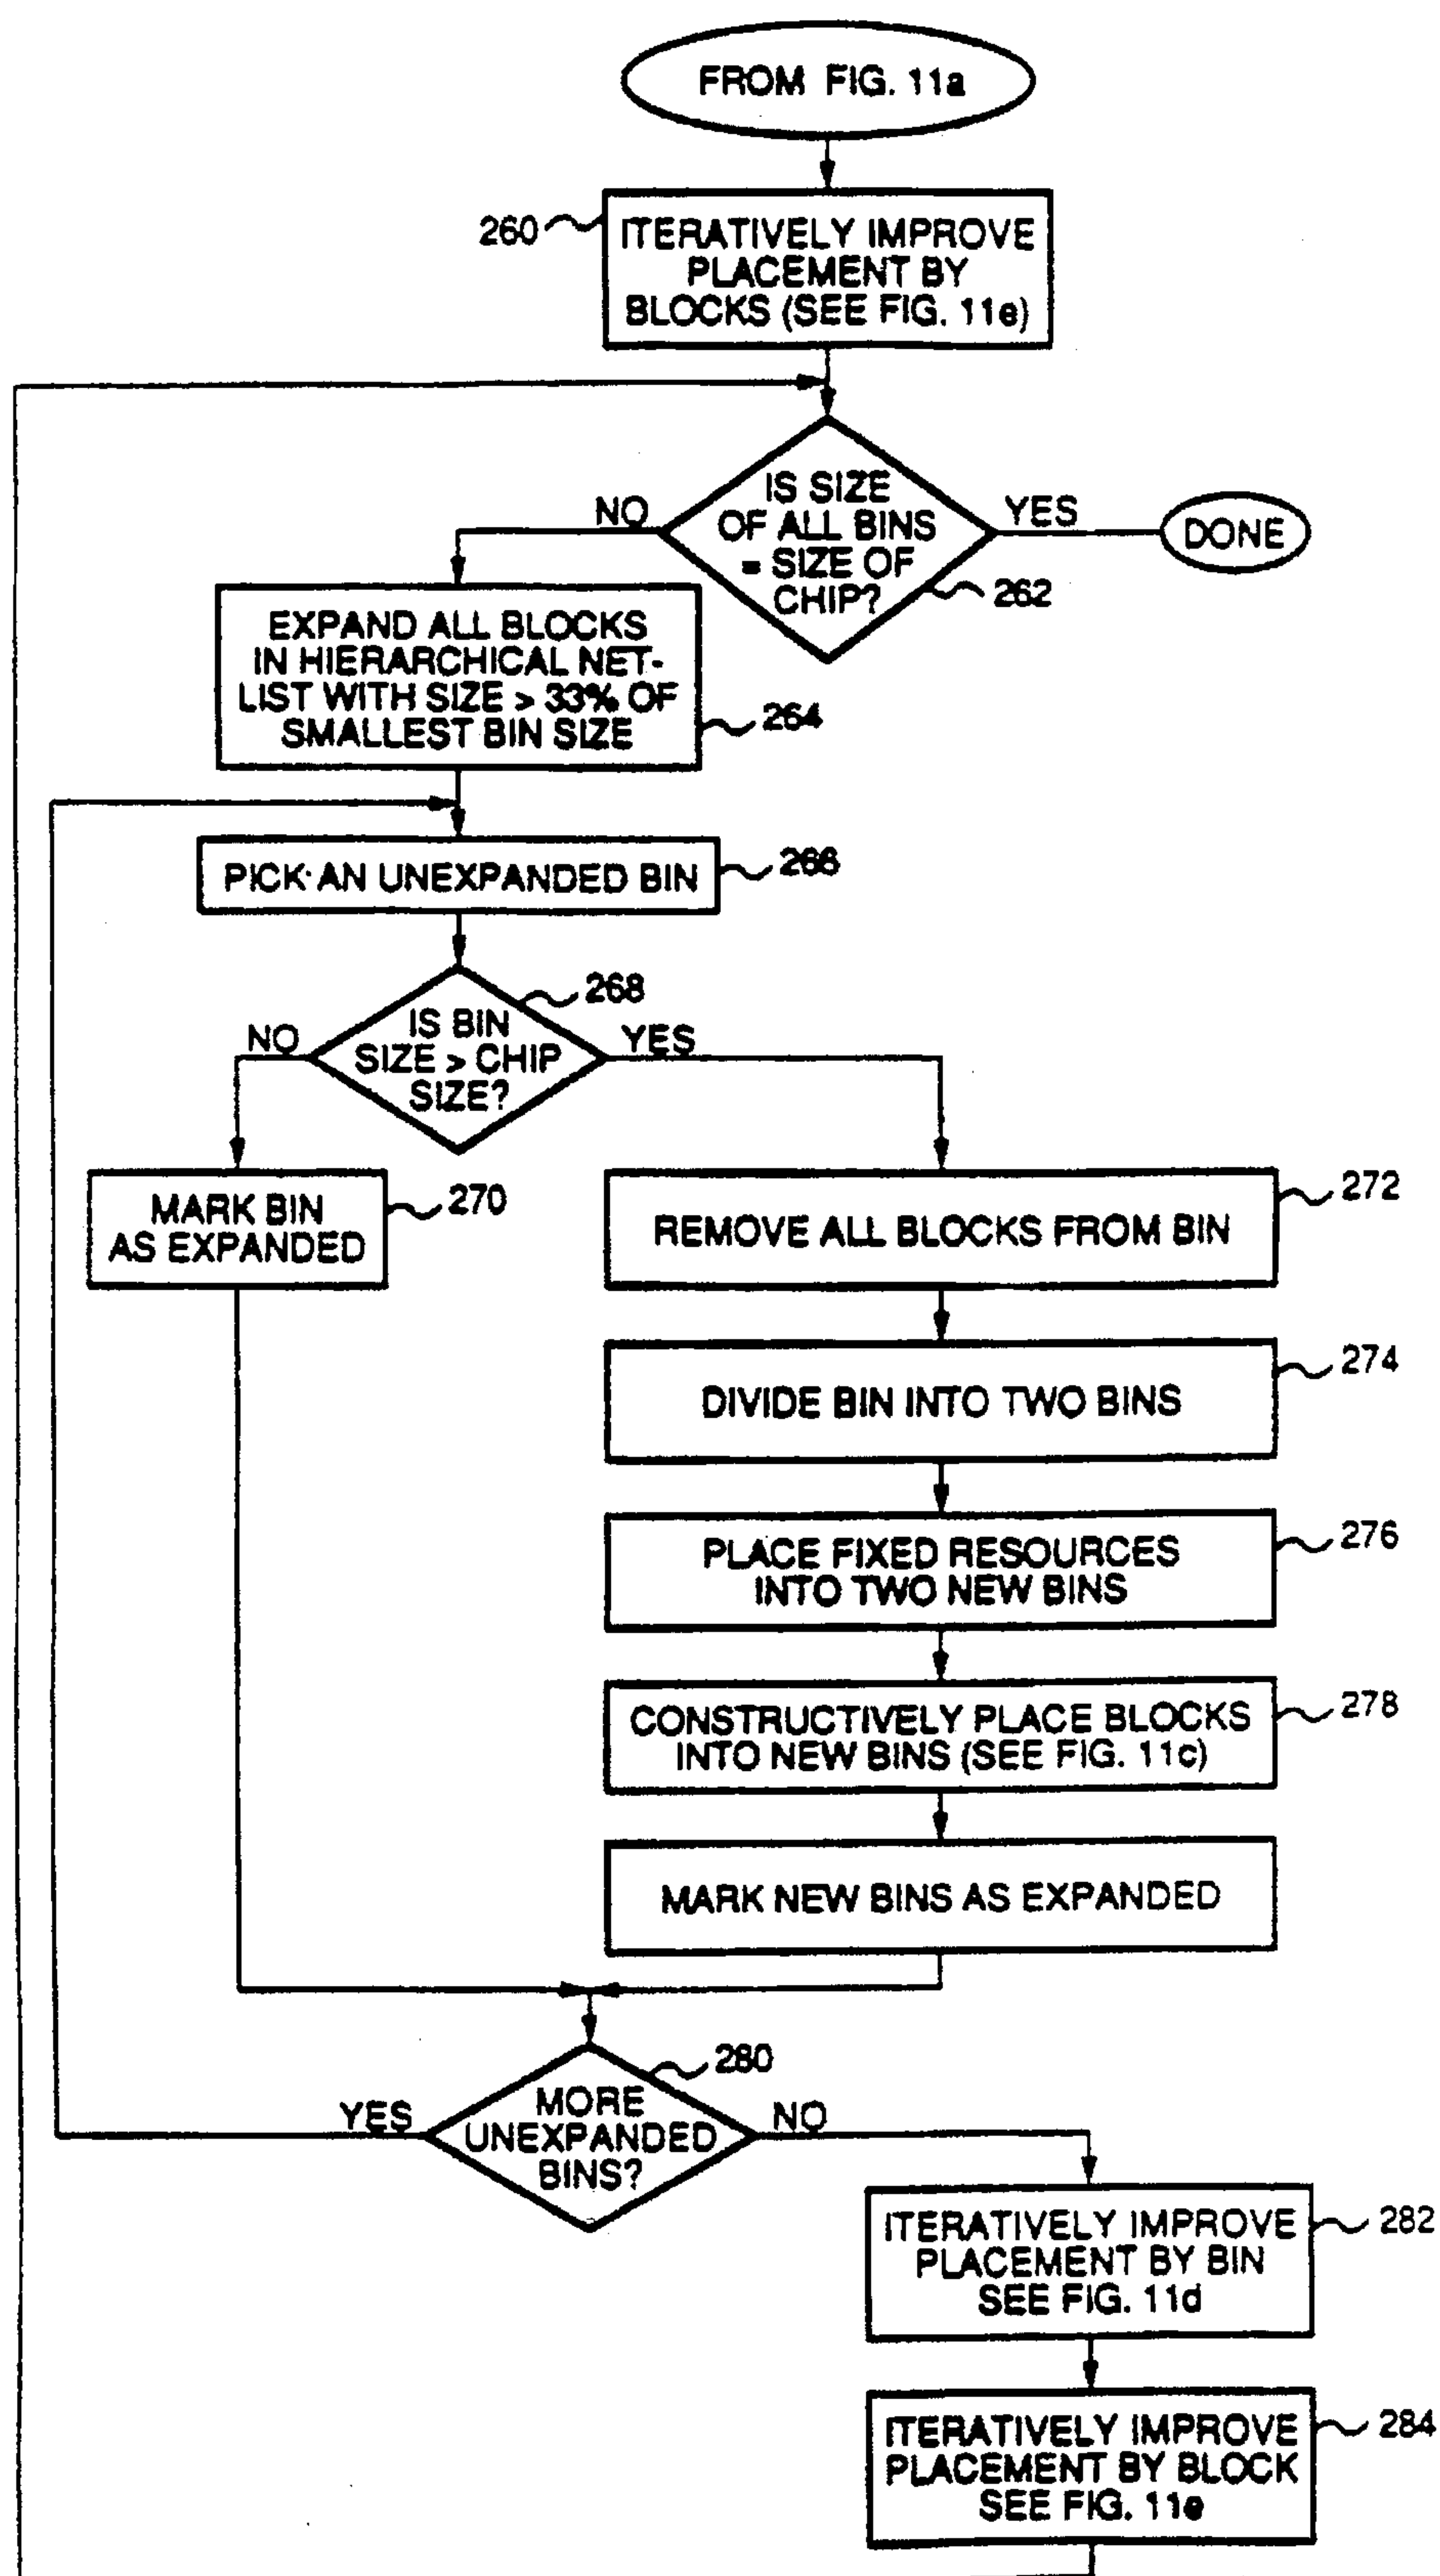 FROM FIG. 11a
260
ITERATIVELY IMPROVE
PLACEMENT BY
BLOCKS (SEE FIG. 11e)
IS SIZE
OF ALL BINS
= SIZE OF
CHIP?
NO
YES
DONE
262
EXPAND ALL BLOCKS
IN HIERARCHICAL NET-
LIST WITH SIZE > 33% OF
SMALLEST BIN SIZE
264
PICK AN UNEXPANDED BIN
266
268
IS BIN
SIZE > CHIP
SIZE?
NO
YES
MARK BIN
AS EXPANDED
270
REMOVE ALL BLOCKS FROM BIN
272
DIVIDE BIN INTO TWO BINS
274
PLACE FIXED RESOURCES
INTO TWO NEW BINS
276
CONSTRUCTIVELY PLACE BLOCKS
INTO NEW BINS (SEE FIG. 11c)
278
MARK NEW BINS AS EXPANDED
280
MORE
UNEXPANDED
BINS?
YES
NO
ITERATIVELY IMPROVE
PLACEMENT BY BIN
SEE FIG. 11d
282
ITERATIVELY IMPROVE
PLACEMENT BY BLOCK
SEE FIG. 11e
284